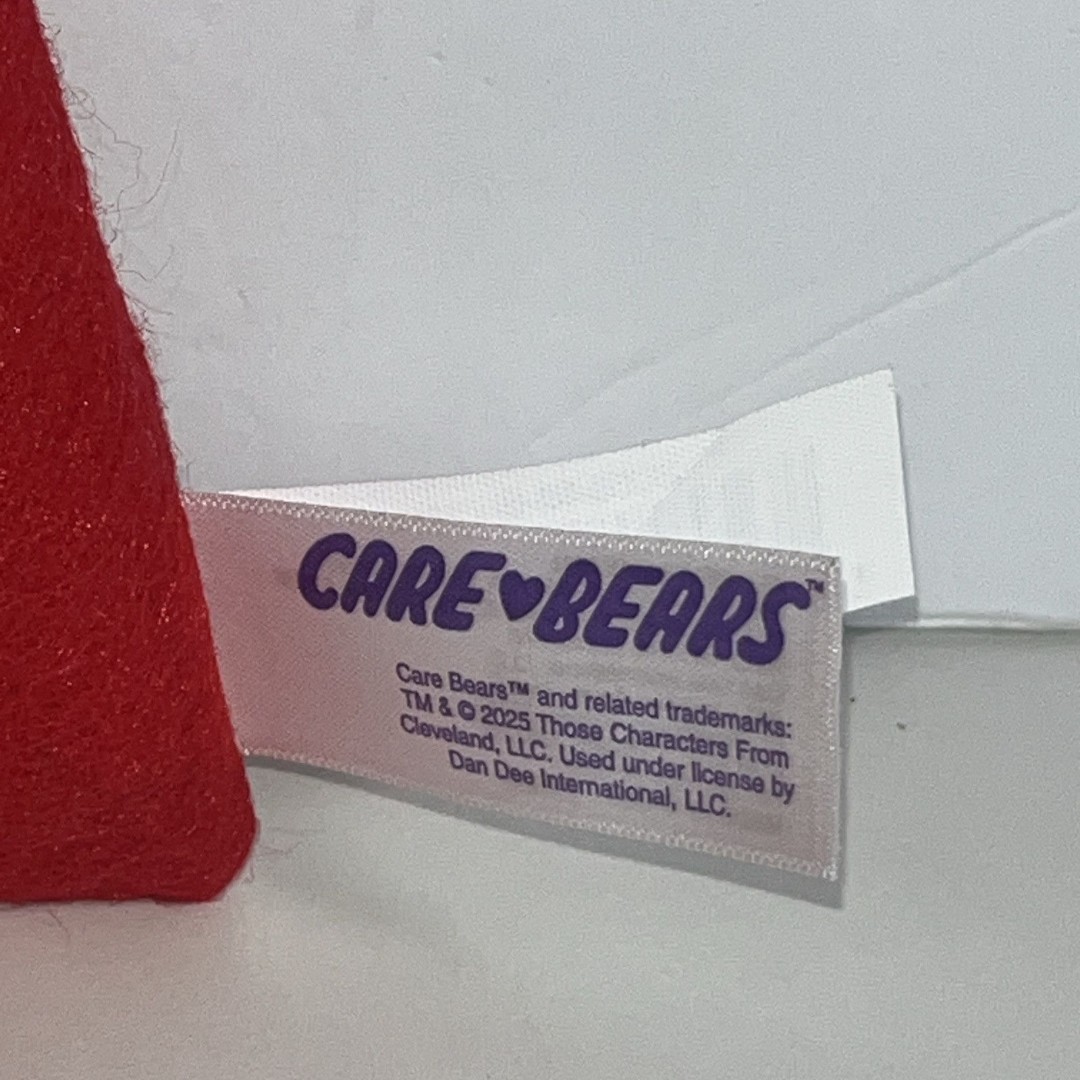 CARE BEARS™
Care Bears™ and related trademarks:
TM & © 2025 Those Characters From
Cleveland, LLC. Used under license by
Dan Dee International, LLC.